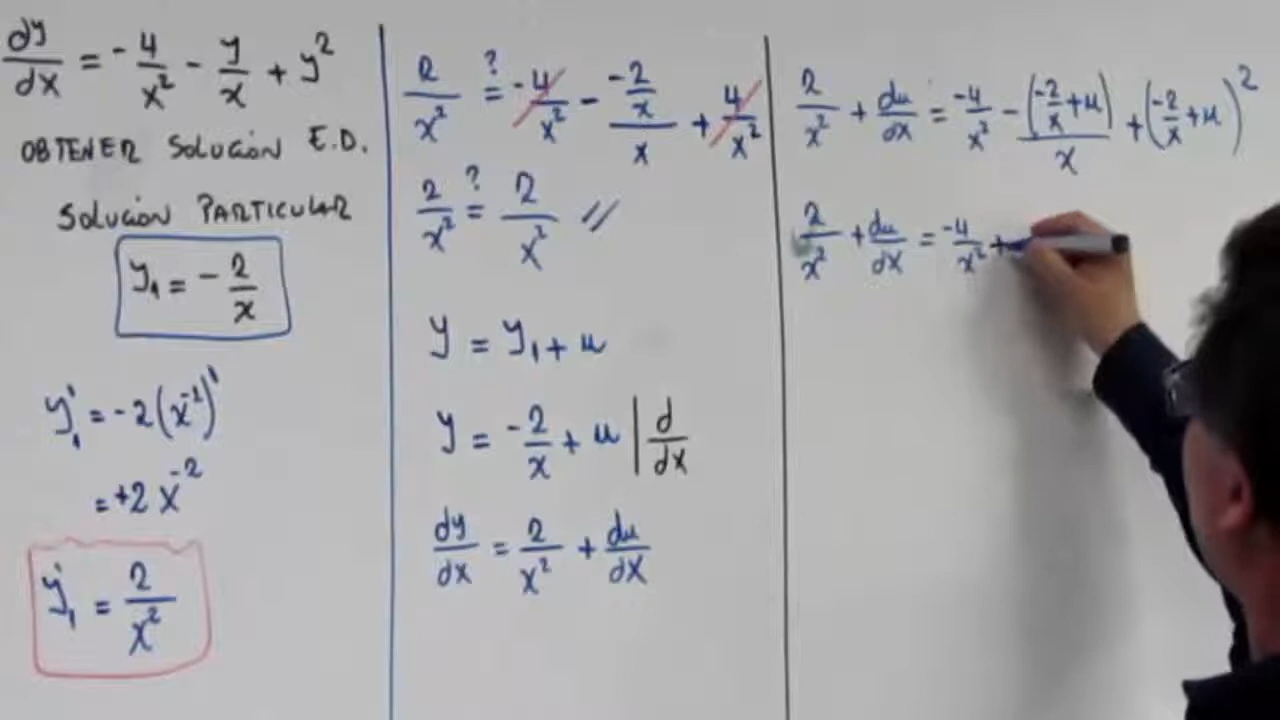 dy/dx = - 4/x² - y/x + y²
OBTENER SOLUCIÓN E.D.
SOLUCIÓN PARTICULAR
y₁ = - 2/x
y₁' = -2(x⁻¹)'
= +2 x⁻²
y₁' = 2/x²
2/x² =? -4/x² - (-2/x)/x + 4/x²
2/x² =? 2/x² //
y = y₁ + u
y = -2/x + u | d/dx
dy/dx = 2/x² + du/dx
2/x² + du/dx = -4/x² - (-2/x + u)/x + (-2/x + u)²
2/x² + du/dx = -4/x² +